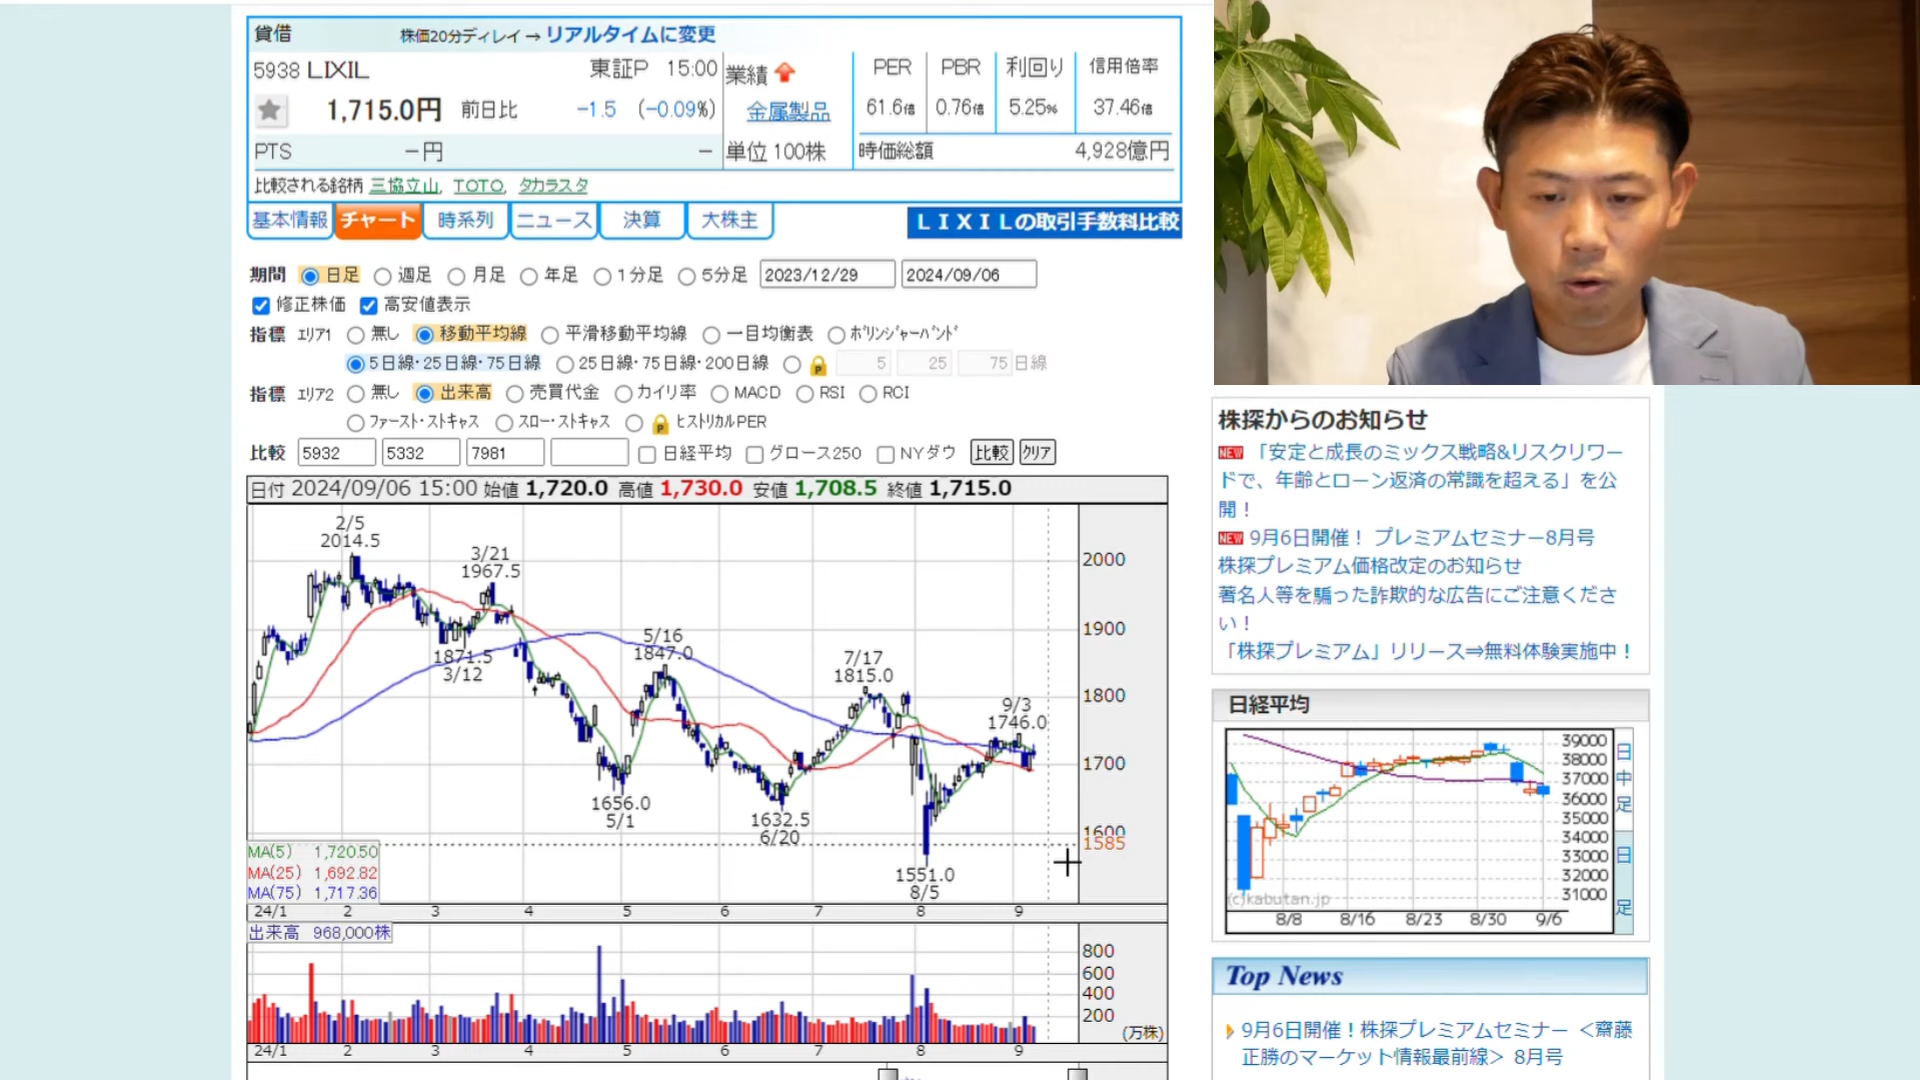 貸借 株価20分ディレイ → リアルタイムに変更
5938 LIXIL 東証P 15:00 業績
1,715.0円 前日比 -1.5 (-0.09%) 金属製品
PTS -円 - 単位 100株
PER PBR 利回り 信用倍率
61.6倍 0.76倍 5.25% 37.46倍
時価総額 4,928億円
比較される銘柄 三協立山, TOTO, タカラスタ
基本情報 チャート 時系列 ニュース 決算 大株主 LIXILの取引手数料比較
期間 日足 週足 月足 年足 1分足 5分足 2023/12/29 2024/09/06
修正株価 高安値表示
指標 エリア1 無し 移動平均線 平滑移動平均線 一目均衡表 ボリンジャーバンド
5日線・25日線・75日線 25日線・75日線・200日線 P 5 25 75 日線
指標 エリア2 無し 出来高 売買代金 カイリ率 MACD RSI RCI
ファースト・ストキャス スロー・ストキャス P ヒストリカルPER
比較 5932 5332 7981 日経平均 グロース250 NYダウ 比較 クリア
日付 2024/09/06 15:00 始値 1,720.0 高値 1,730.0 安値 1,708.5 終値 1,715.0
2/5
2014.5
3/21
1967.5
1871.5
3/12
5/16
1847.0
7/17
1815.0
9/3
1746.0
1656.0
5/1
1632.5
6/20
1551.0
8/5
2000
1900
1800
1700
1600
1585
MA(5) 1,720.50
MA(25) 1,692.82
MA(75) 1,717.36
24/1 2 3 4 5 6 7 8 9
出来高 968,000株
800
600
400
200
(万株)
24/1 2 3 4 5 6 7 8 9
株探からのお知らせ
NEW 「安定と成長のミックス戦略&リスクリワー
ドで、年齢とローン返済の常識を超える」を公
開！
NEW 9月6日開催！ プレミアムセミナー8月号
株探プレミアム価格改定のお知らせ
著名人等を騙った詐欺的な広告にご注意くださ
い！
「株探プレミアム」リリース⇒無料体験実施中！
日経平均
39000
38000
37000
36000
35000
34000
33000
32000
31000
(c)kabutan.jp
8/8 8/16 8/23 8/30 9/6
日
中
足
日
足
Top News
9月6日開催！株探プレミアムセミナー ＜齋藤
正勝のマーケット情報最前線＞ 8月号